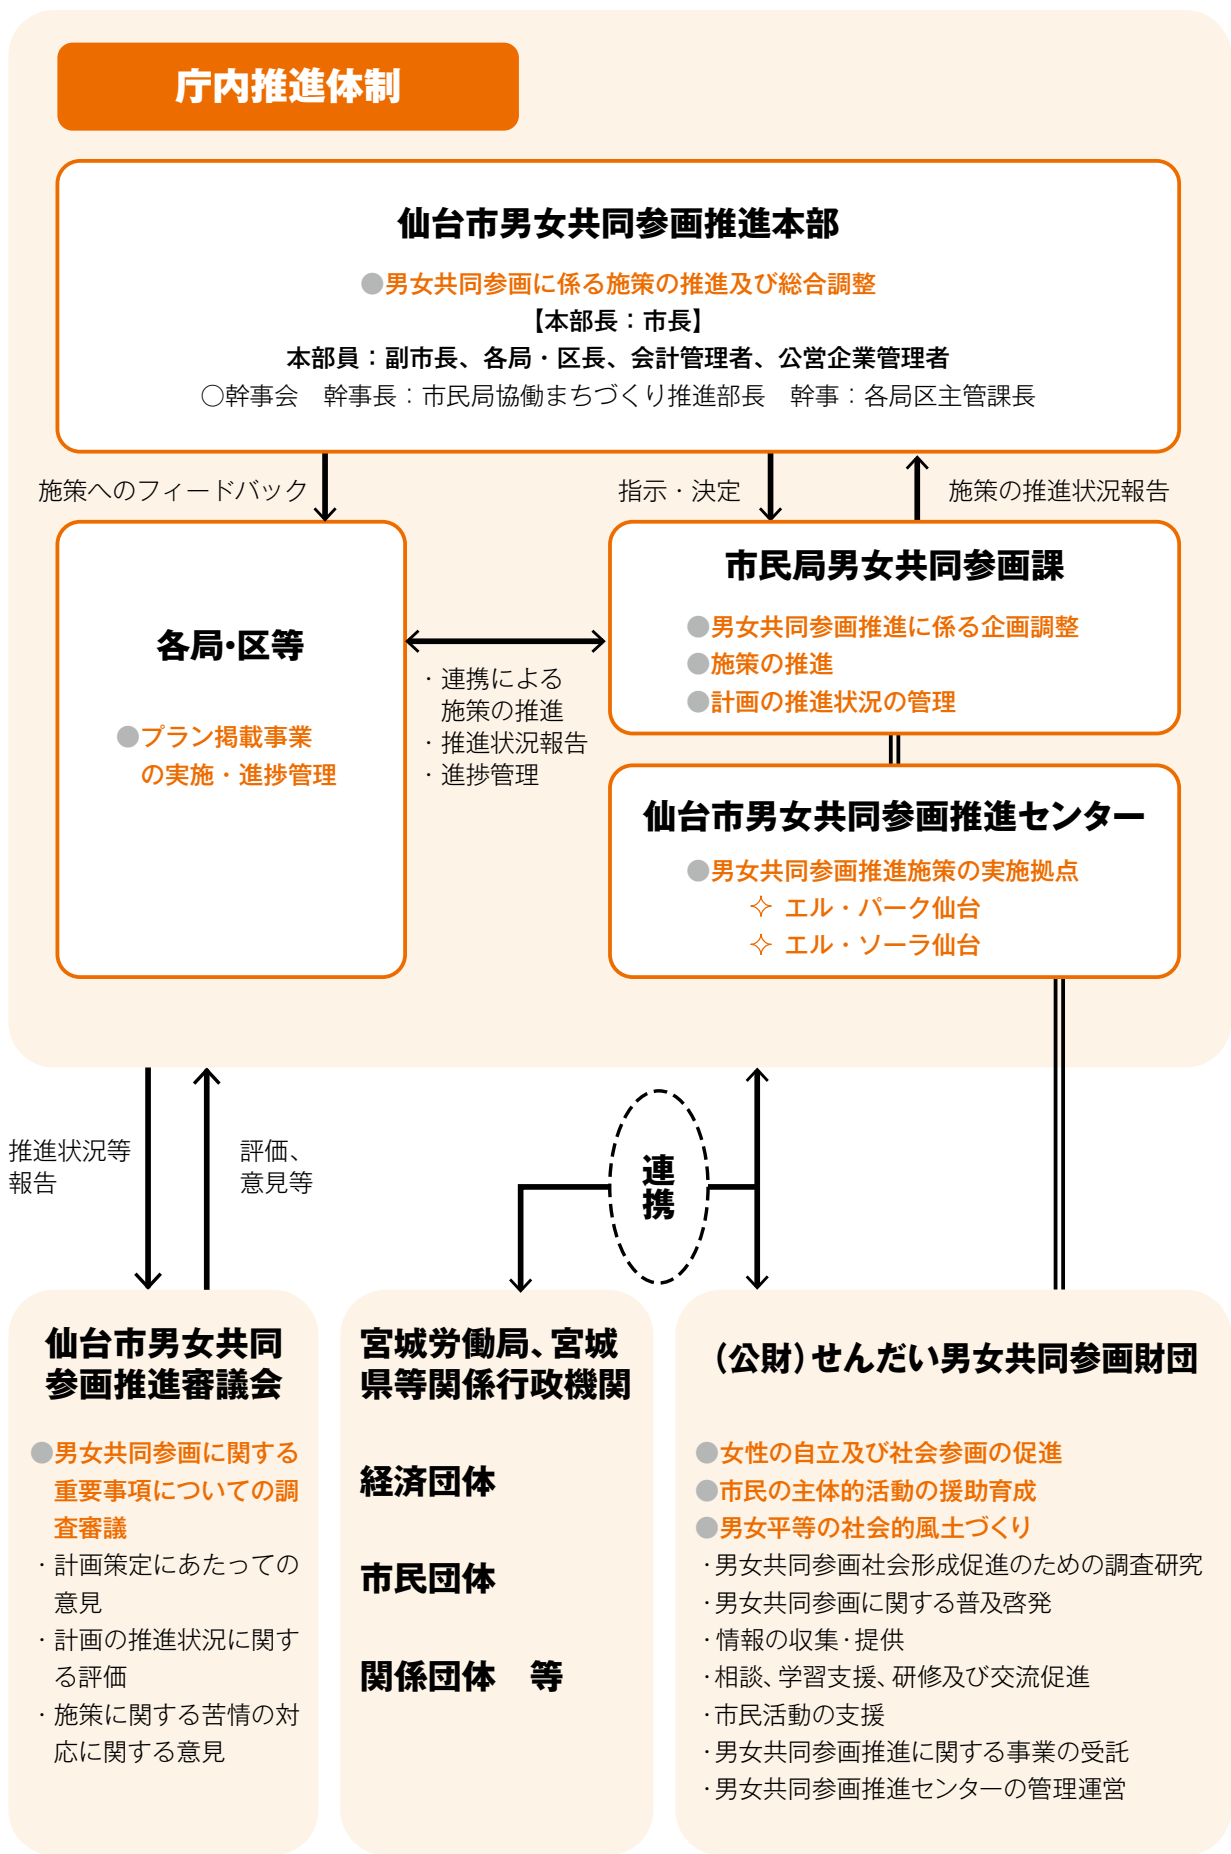 庁内推進体制
仙台市男女共同参画推進本部
●男女共同参画に係る施策の推進及び総合調整
【本部長：市長】
本部員：副市長、各局・区長、会計管理者、公営企業管理者
○幹事会　幹事長：市民局協働まちづくり推進部長　幹事：各局区主管課長
施策へのフィードバック
指示・決定
施策の推進状況報告
各局・区等
●プラン掲載事業
の実施・進捗管理
・連携による
施策の推進
・推進状況報告
・進捗管理
市民局男女共同参画課
●男女共同参画推進に係る企画調整
●施策の推進
●計画の推進状況の管理
仙台市男女共同参画推進センター
●男女共同参画推進施策の実施拠点
✧ エル・パーク仙台
✧ エル・ソーラ仙台
推進状況等
報告
評価、
意見等
連携
仙台市男女共同
参画推進審議会
●男女共同参画に関する
重要事項についての調
査審議
・計画策定にあたっての
意見
・計画の推進状況に関す
る評価
・施策に関する苦情の対
応に関する意見
宮城労働局、宮城
県等関係行政機関
経済団体
市民団体
関係団体　等
（公財）せんだい男女共同参画財団
●女性の自立及び社会参画の促進
●市民の主体的活動の援助育成
●男女平等の社会的風土づくり
・男女共同参画社会形成促進のための調査研究
・男女共同参画に関する普及啓発
・情報の収集・提供
・相談、学習支援、研修及び交流促進
・市民活動の支援
・男女共同参画推進に関する事業の受託
・男女共同参画推進センターの管理運営